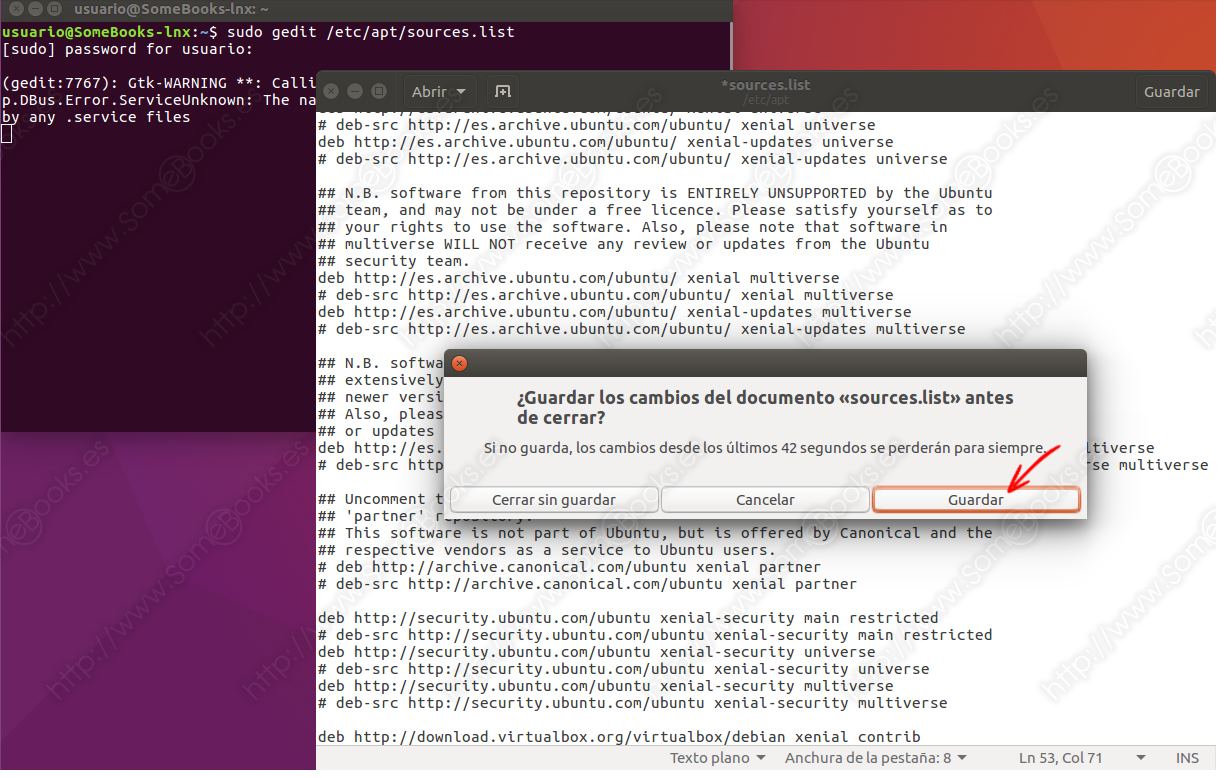 usuario@SomeBooks-lnx: ~
usuario@SomeBooks-lnx:~$ sudo gedit /etc/apt/sources.list
[sudo] password for usuario:
(gedit:7767): Gtk-WARNING **: Calli
p.DBus.Error.ServiceUnknown: The na
by any .service files
Abrir
*sources.list
/etc/apt
Guardar
# deb-src http://es.archive.ubuntu.com/ubuntu/ xenial universe
deb http://es.archive.ubuntu.com/ubuntu/ xenial-updates universe
# deb-src http://es.archive.ubuntu.com/ubuntu/ xenial-updates universe
## N.B. software from this repository is ENTIRELY UNSUPPORTED by the Ubuntu
## team, and may not be under a free licence. Please satisfy yourself as to
## your rights to use the software. Also, please note that software in
## multiverse WILL NOT receive any review or updates from the Ubuntu
## security team.
deb http://es.archive.ubuntu.com/ubuntu/ xenial multiverse
# deb-src http://es.archive.ubuntu.com/ubuntu/ xenial multiverse
deb http://es.archive.ubuntu.com/ubuntu/ xenial-updates multiverse
# deb-src http://es.archive.ubuntu.com/ubuntu/ xenial-updates multiverse
## N.B. softwa
## extensively
## newer versi
## Also, pleas
## or updates
deb http://es. ltiverse
# deb-src http rse multiverse
¿Guardar los cambios del documento «sources.list» antes
de cerrar?
Si no guarda, los cambios desde los últimos 42 segundos se perderán para siempre.
Cerrar sin guardar
Cancelar
Guardar
## Uncomment t
## 'partner' repository.
## This software is not part of Ubuntu, but is offered by Canonical and the
## respective vendors as a service to Ubuntu users.
# deb http://archive.canonical.com/ubuntu xenial partner
# deb-src http://archive.canonical.com/ubuntu xenial partner
deb http://security.ubuntu.com/ubuntu xenial-security main restricted
# deb-src http://security.ubuntu.com/ubuntu xenial-security main restricted
deb http://security.ubuntu.com/ubuntu xenial-security universe
# deb-src http://security.ubuntu.com/ubuntu xenial-security universe
deb http://security.ubuntu.com/ubuntu xenial-security multiverse
# deb-src http://security.ubuntu.com/ubuntu xenial-security multiverse
deb http://download.virtualbox.org/virtualbox/debian xenial contrib
Texto plano
Anchura de la pestaña: 8
Ln 53, Col 71
INS
http://www.SomeBooks.es